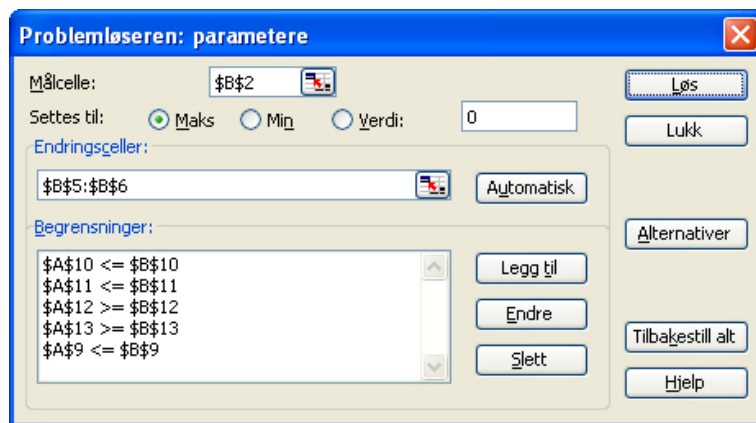 Problemløseren: parametere
Målcelle: $B$2 Løs
Settes til: Maks Min Verdi: 0 Lukk
Endringsceller:
$B$5:$B$6 Automatisk
Begrensninger: Alternativer
$A$10 <= $B$10 Legg til
$A$11 <= $B$11
$A$12 >= $B$12 Endre
$A$13 >= $B$13 Tilbakestill alt
$A$9 <= $B$9 Slett
Hjelp